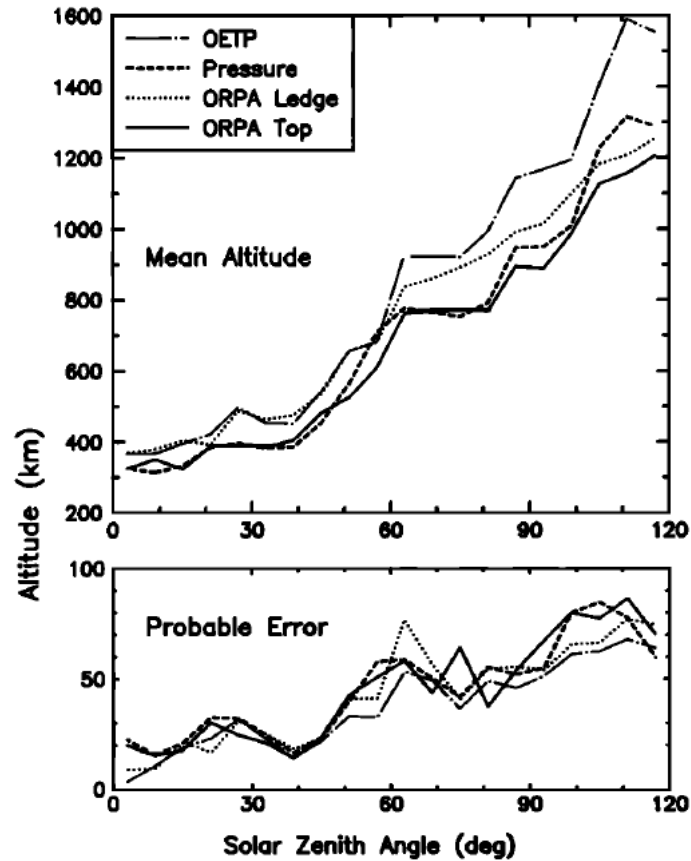 1600
1400
1200
1000
800
600
400
200
OETP
Pressure
ORPA Ledge
ORPA Top
Mean Altitude
0
30
60
90
120
Altitude (km)
100
50
0
Probable Error
0
30
60
90
120
Solar Zenith Angle (deg)